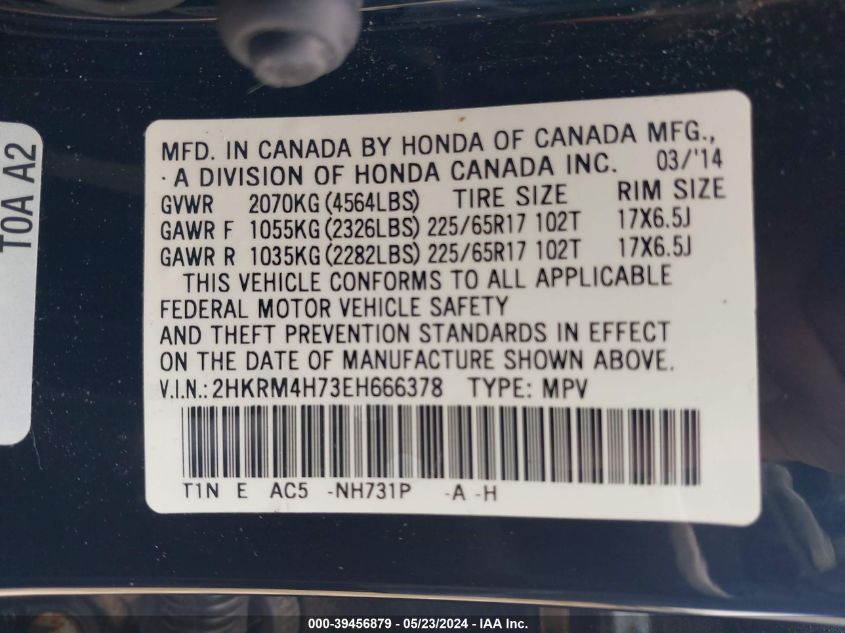 TOA A2
MFD. IN CANADA BY HONDA OF CANADA MFG.,
· A DIVISION OF HONDA CANADA INC. 03/'14
GVWR 2070KG (4564LBS) TIRE SIZE RIM SIZE
GAWR F 1055KG (2326LBS) 225/65R17 102T 17X6.5J
GAWR R 1035KG (2282LBS) 225/65R17 102T 17X6.5J
THIS VEHICLE CONFORMS TO ALL APPLICABLE
FEDERAL MOTOR VEHICLE SAFETY
AND THEFT PREVENTION STANDARDS IN EFFECT
ON THE DATE OF MANUFACTURE SHOWN ABOVE.
V.I.N.: 2HKRM4H73EH666378 TYPE: MPV
T1N E AC5 -NH731P -A -H
000-39456879 - 05/23/2024 - IAA Inc.